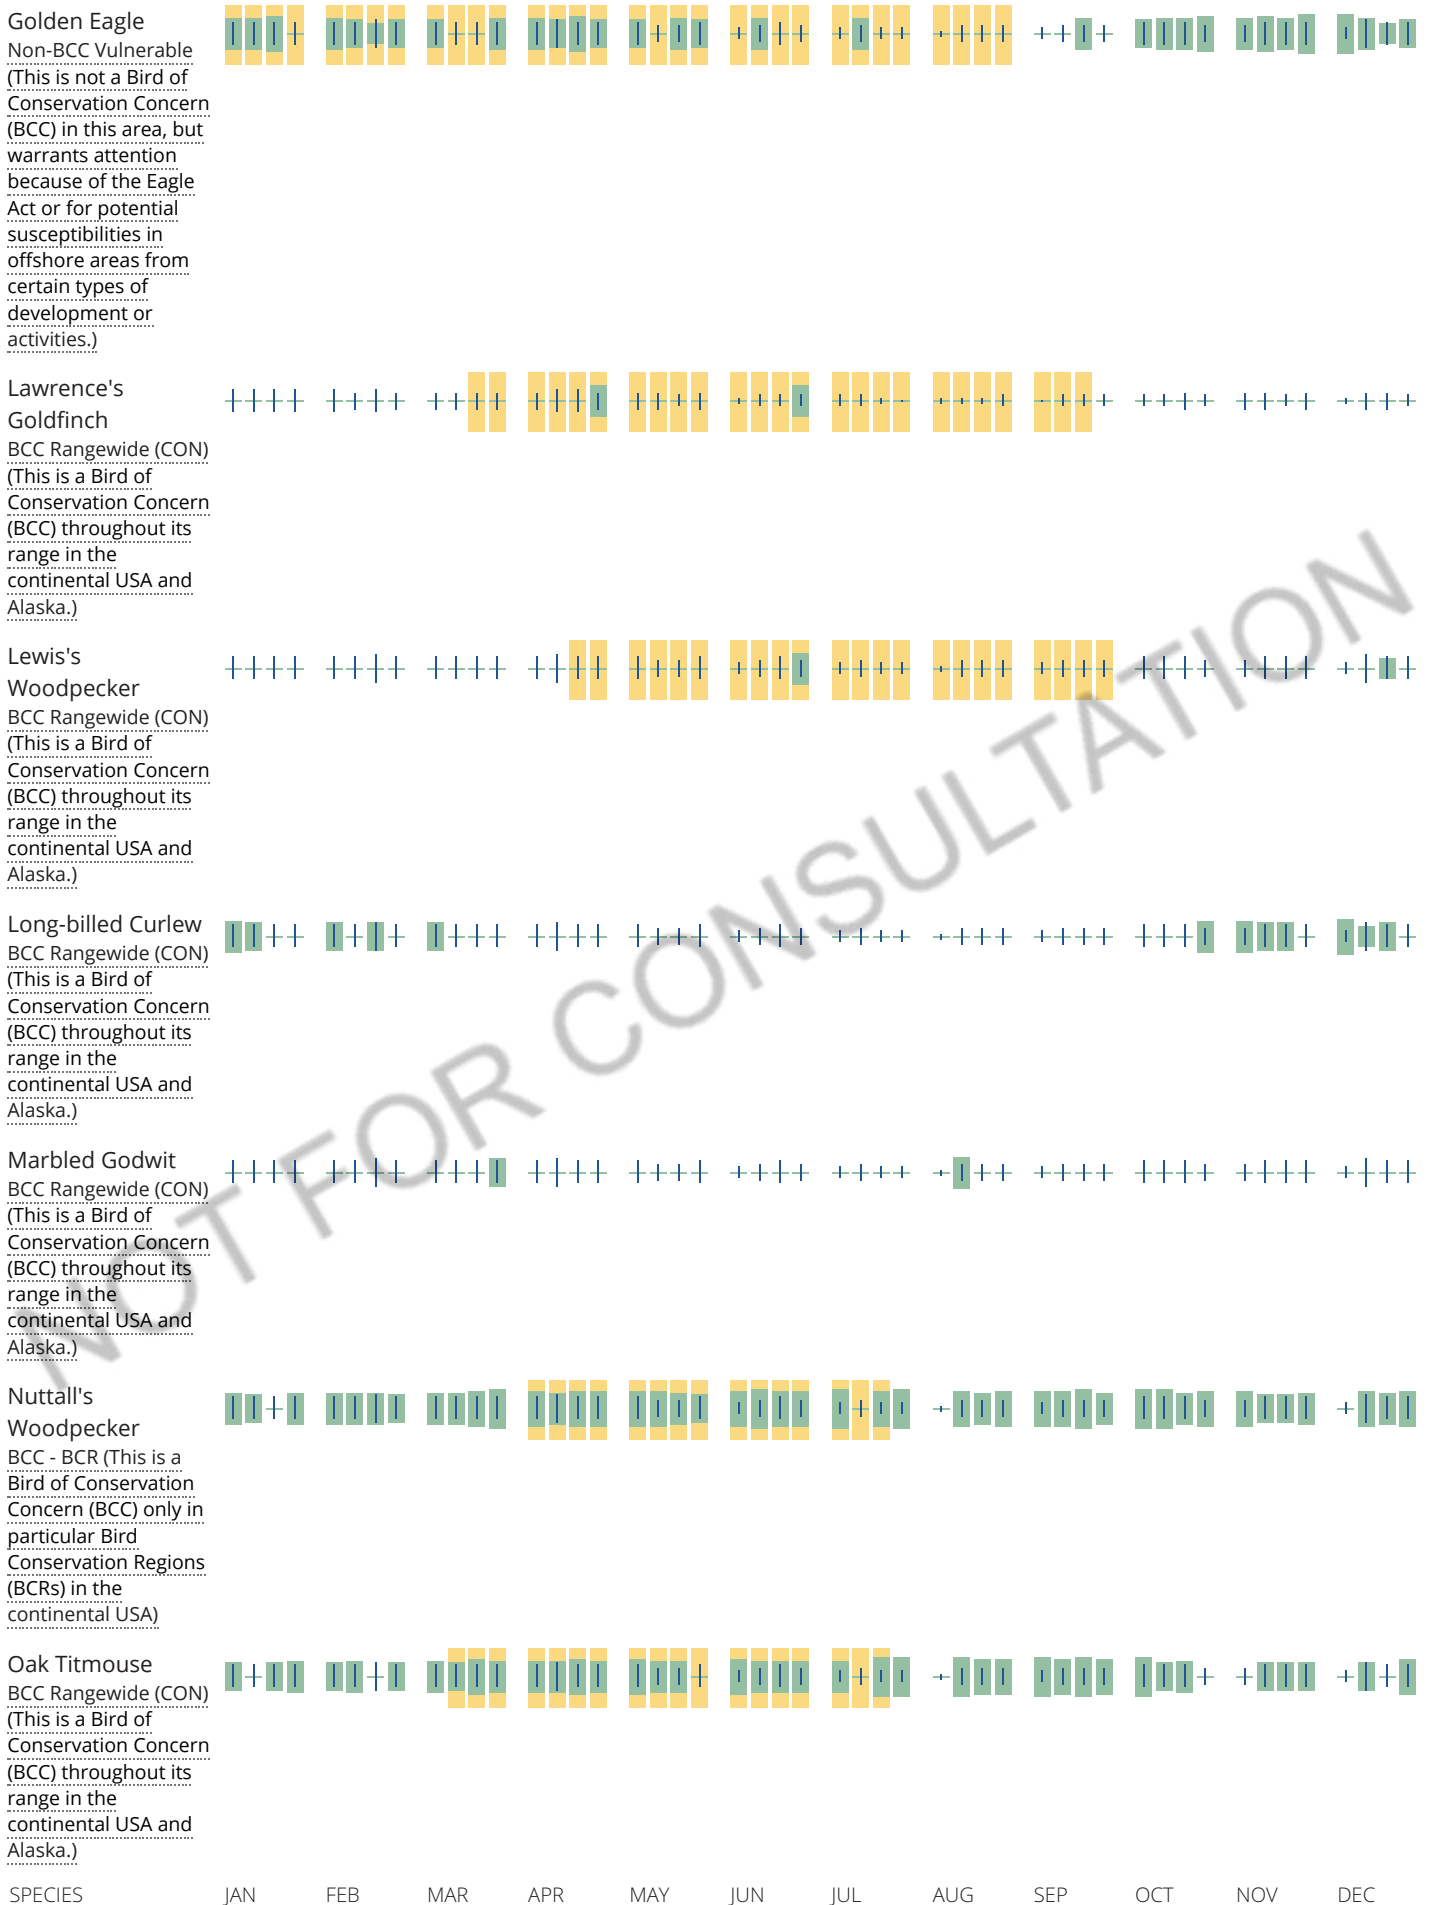 Golden Eagle
Non-BCC Vulnerable
(This is not a Bird of
Conservation Concern
(BCC) in this area, but
warrants attention
because of the Eagle
Act or for potential
susceptibilities in
offshore areas from
certain types of
development or
activities.)
Lawrence's
Goldfinch
BCC Rangewide (CON)
(This is a Bird of
Conservation Concern
(BCC) throughout its
range in the
continental USA and
Alaska.)
Lewis's
Woodpecker
BCC Rangewide (CON)
(This is a Bird of
Conservation Concern
(BCC) throughout its
range in the
continental USA and
Alaska.)
Long-billed Curlew
BCC Rangewide (CON)
(This is a Bird of
Conservation Concern
(BCC) throughout its
range in the
continental USA and
Alaska.)
Marbled Godwit
BCC Rangewide (CON)
(This is a Bird of
Conservation Concern
(BCC) throughout its
range in the
continental USA and
Alaska.)
Nuttall's
Woodpecker
BCC - BCR (This is a
Bird of Conservation
Concern (BCC) only in
particular Bird
Conservation Regions
(BCRs) in the
continental USA)
Oak Titmouse
BCC Rangewide (CON)
(This is a Bird of
Conservation Concern
(BCC) throughout its
range in the
continental USA and
Alaska.)
SPECIES JAN FEB MAR APR MAY JUN JUL AUG SEP OCT NOV DEC
NOT FOR CONSULTATION